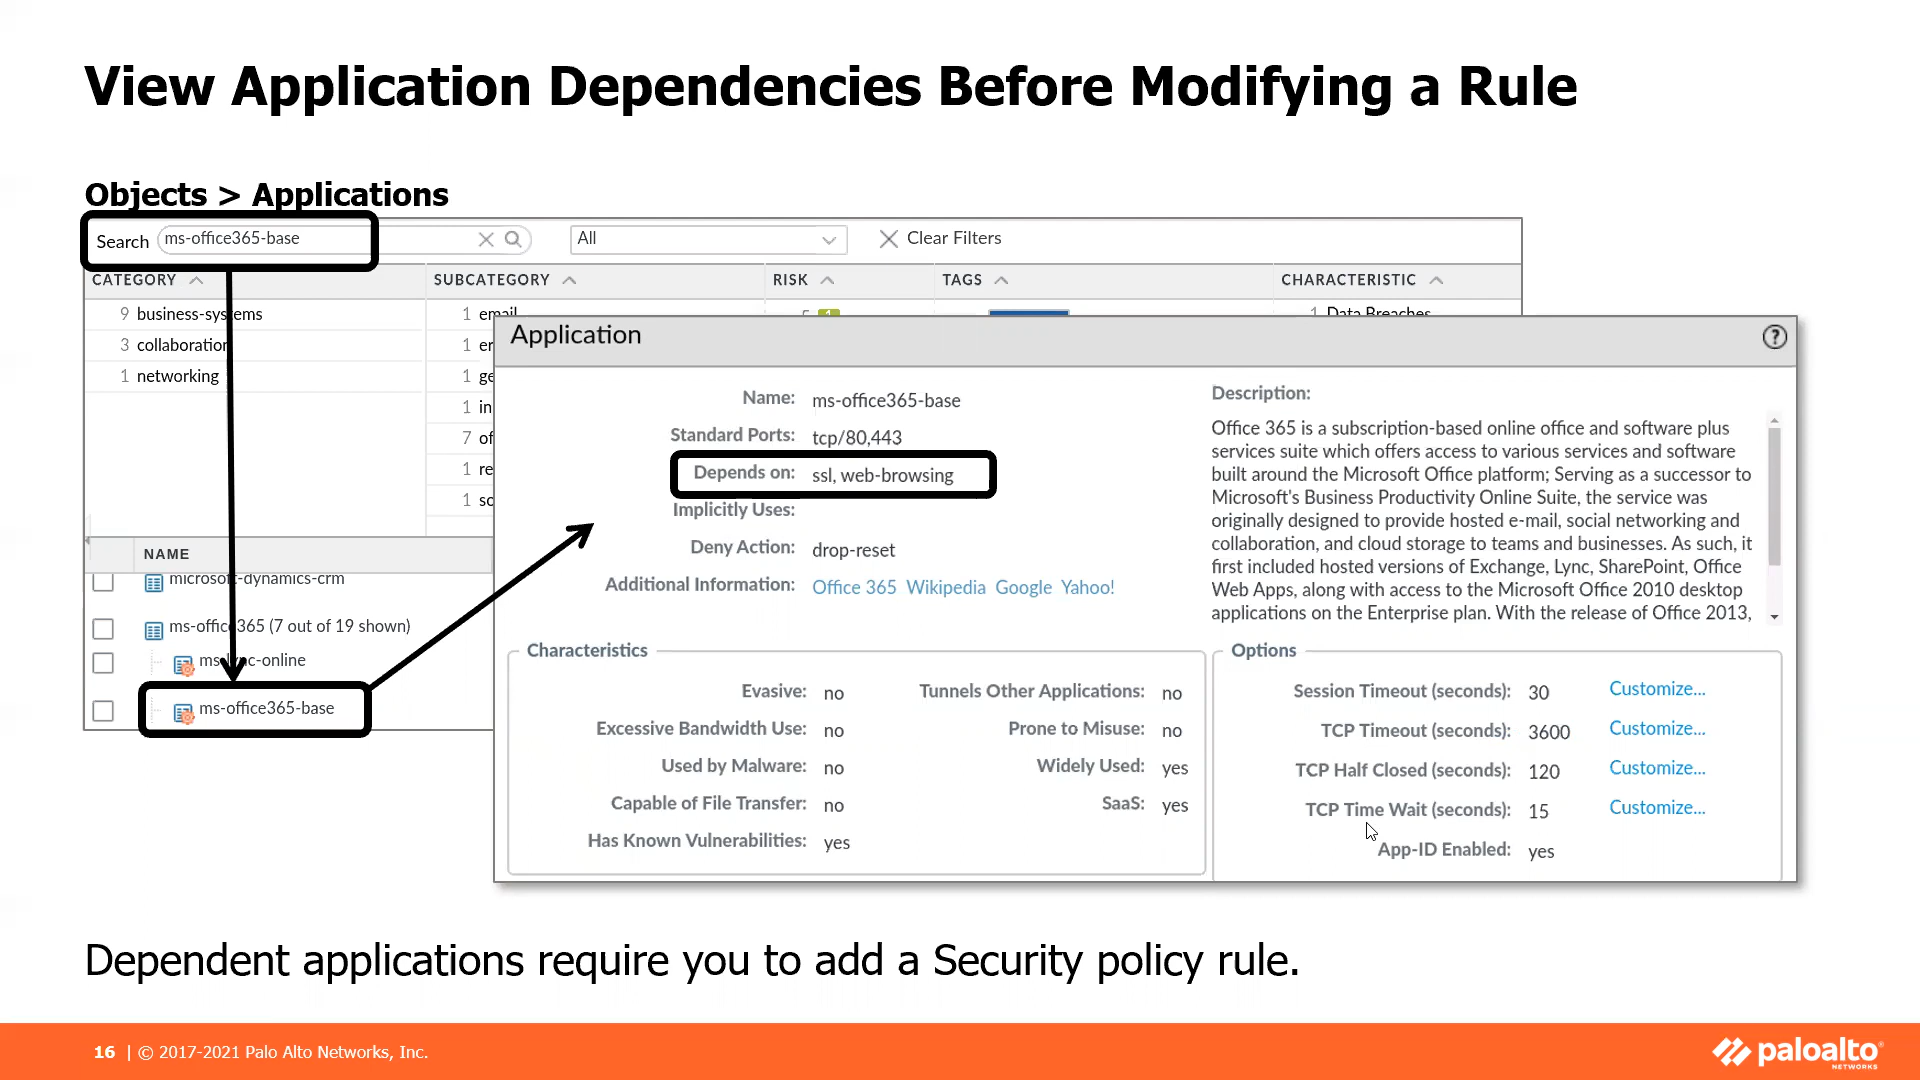 View Application Dependencies Before Modifying a Rule
Objects > Applications
Search ms-office365-base
All
Clear Filters
CATEGORY SUBCATEGORY RISK TAGS CHARACTERISTIC
9 business-systems
3 collaboration
1 networking
1 email
1
1
1 in
7 of
1 re
1 so
1 Data Breaches
NAME
microsoft-dynamics-crm
ms-office365 (7 out of 19 shown)
ms-lync-online
ms-office365-base
Application
Name: ms-office365-base
Standard Ports: tcp/80,443
Depends on: ssl, web-browsing
Implicitly Uses:
Deny Action: drop-reset
Additional Information: Office 365 Wikipedia Google Yahoo!
Description:
Office 365 is a subscription-based online office and software plus
services suite which offers access to various services and software
built around the Microsoft Office platform; Serving as a successor to
Microsoft's Business Productivity Online Suite, the service was
originally designed to provide hosted e-mail, social networking and
collaboration, and cloud storage to teams and businesses. As such, it
first included hosted versions of Exchange, Lync, SharePoint, Office
Web Apps, along with access to the Microsoft Office 2010 desktop
applications on the Enterprise plan. With the release of Office 2013,
Characteristics
Evasive: no
Excessive Bandwidth Use: no
Used by Malware: no
Capable of File Transfer: no
Has Known Vulnerabilities: yes
Tunnels Other Applications: no
Prone to Misuse: no
Widely Used: yes
SaaS: yes
Options
Session Timeout (seconds): 30 Customize...
TCP Timeout (seconds): 3600 Customize...
TCP Half Closed (seconds): 120 Customize...
TCP Time Wait (seconds): 15 Customize...
App-ID Enabled: yes
Dependent applications require you to add a Security policy rule.
16 | © 2017-2021 Palo Alto Networks, Inc.
paloalto
NETWORKS